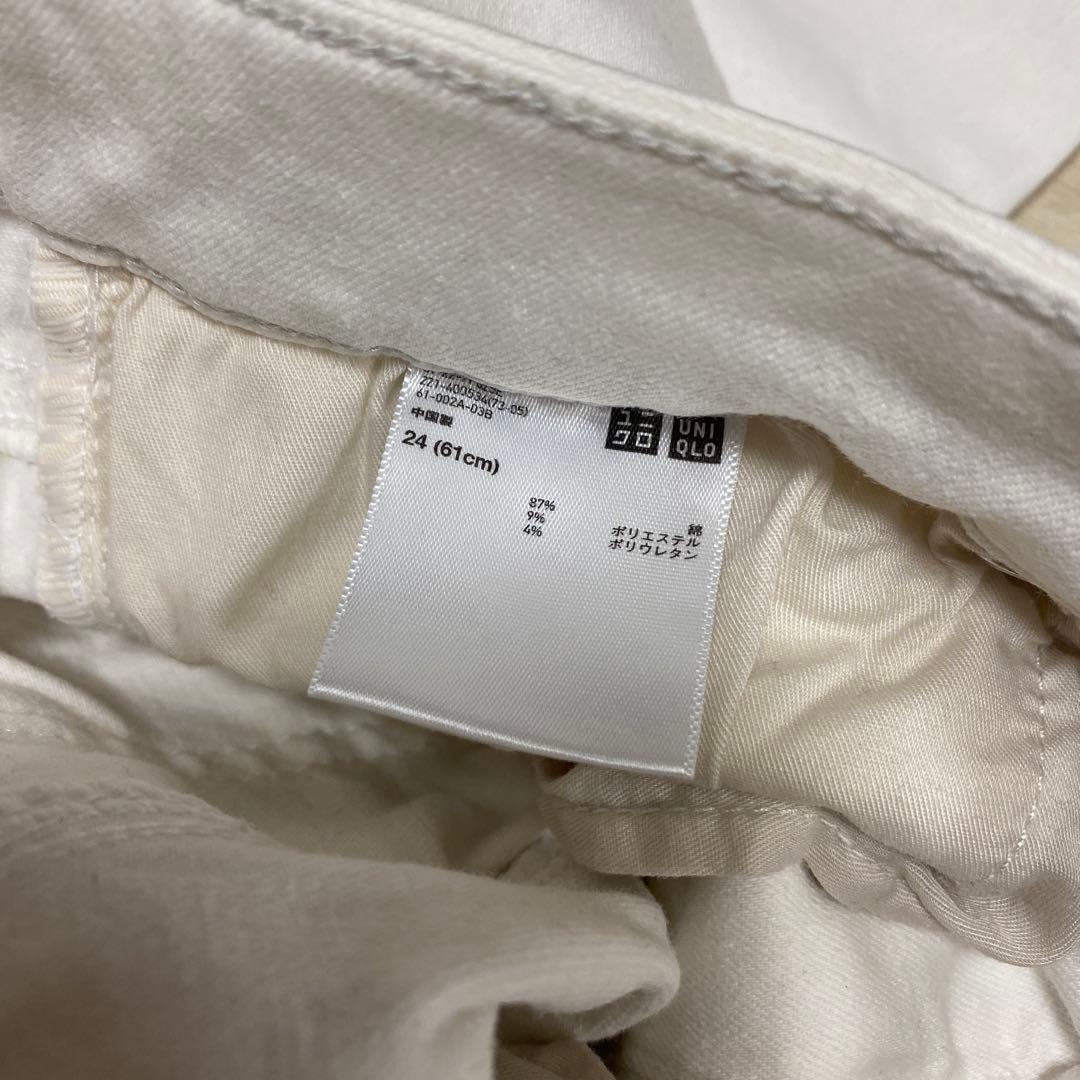 221-400534(73-05)
61-002A-03B
中国製
24 (61cm)
ユニ
クロ
UNI
QLO
87% 綿
9% ポリエステル
4% ポリウレタン